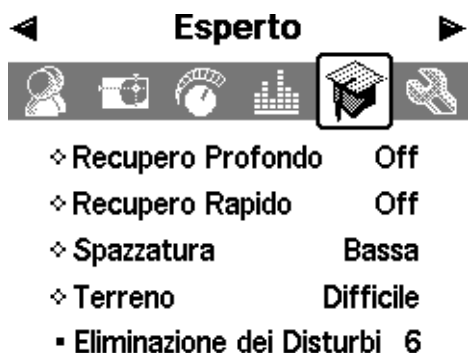 Esperto
Recupero Profondo Off
Recupero Rapido Off
Spazzatura Bassa
Terreno Difficile
Eliminazione dei Disturbi 6